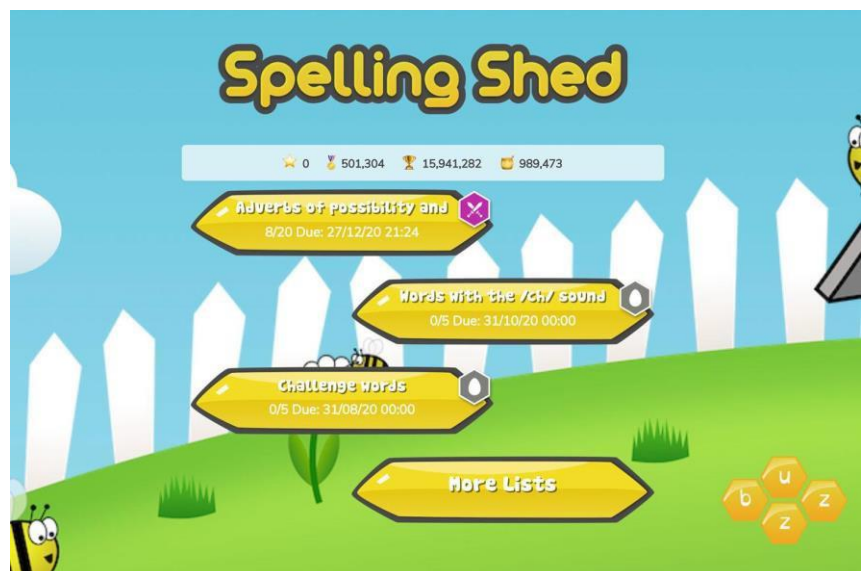 Spelling Shed
0 501,304 15,941,282 989,473
Adverbs of possibility and
8/20 Due: 27/12/20 21:24
Words with the /ch/ sound
0/5 Due: 31/10/20 00:00
Challenge words
0/5 Due: 31/08/20 00:00
More Lists
b u z z